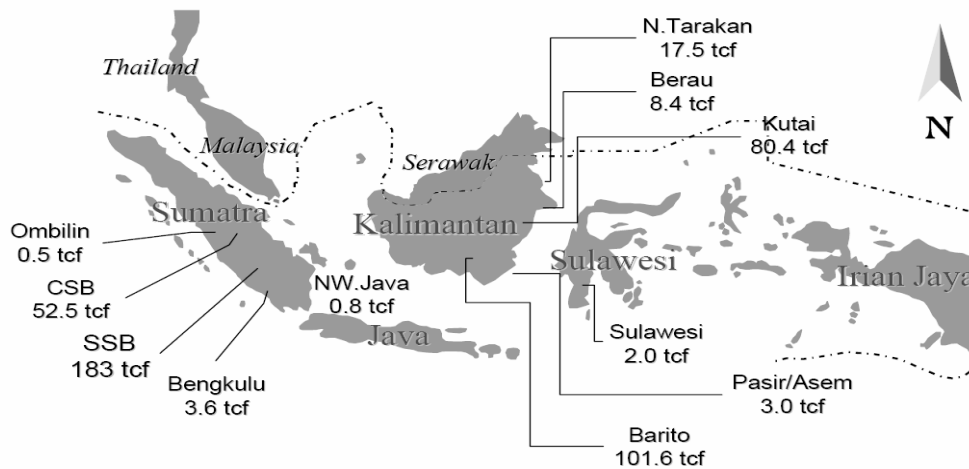 N.Tarakan
17.5 tcf
Thailand
Berau
8.4 tcf
Kutai
80.4 tcf
N
Malaysia
Serawak
Sumatra
Kalimantan
Ombilin
0.5 tcf
Sulawesi
Irian Jaya
CSB
52.5 tcf
NW.Java
0.8 tcf
Java
SSB
183 tcf
Sulawesi
2.0 tcf
Bengkulu
3.6 tcf
Pasir/Asem
3.0 tcf
Barito
101.6 tcf